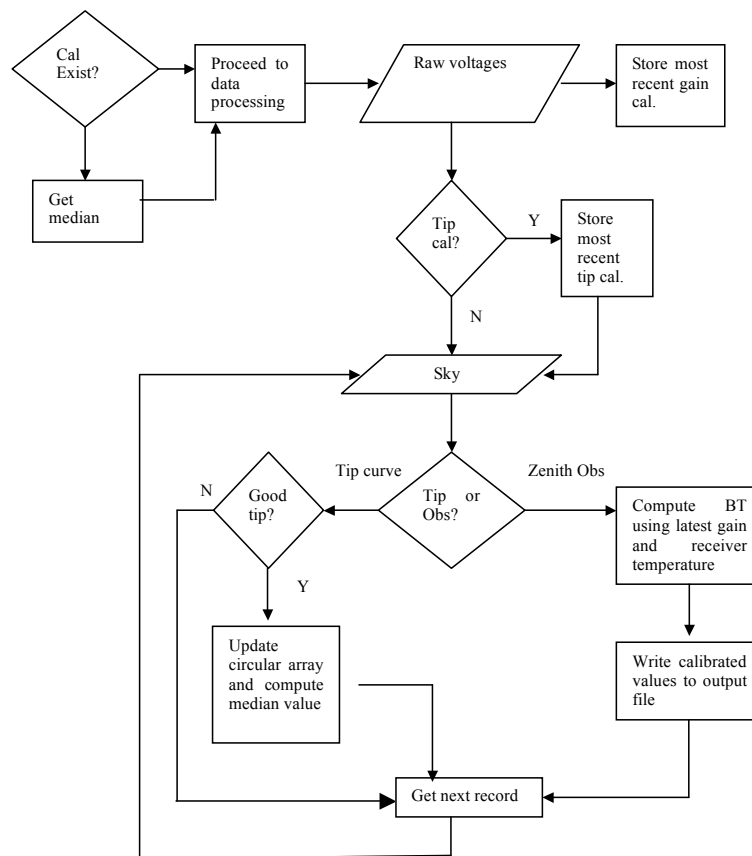 Cal
Exist?
Proceed to
data
processing
Raw voltages
Store most
recent gain
cal.
Get
median
Tip
cal?
Y
Store
most
recent
tip cal.
N
Sky
Tip curve
Zenith Obs
N
Good
tip?
Tip or
Obs?
Compute BT
using latest gain
and receiver
temperature
Y
Update
circular array
and compute
median value
Write calibrated
values to output
file
Get next record